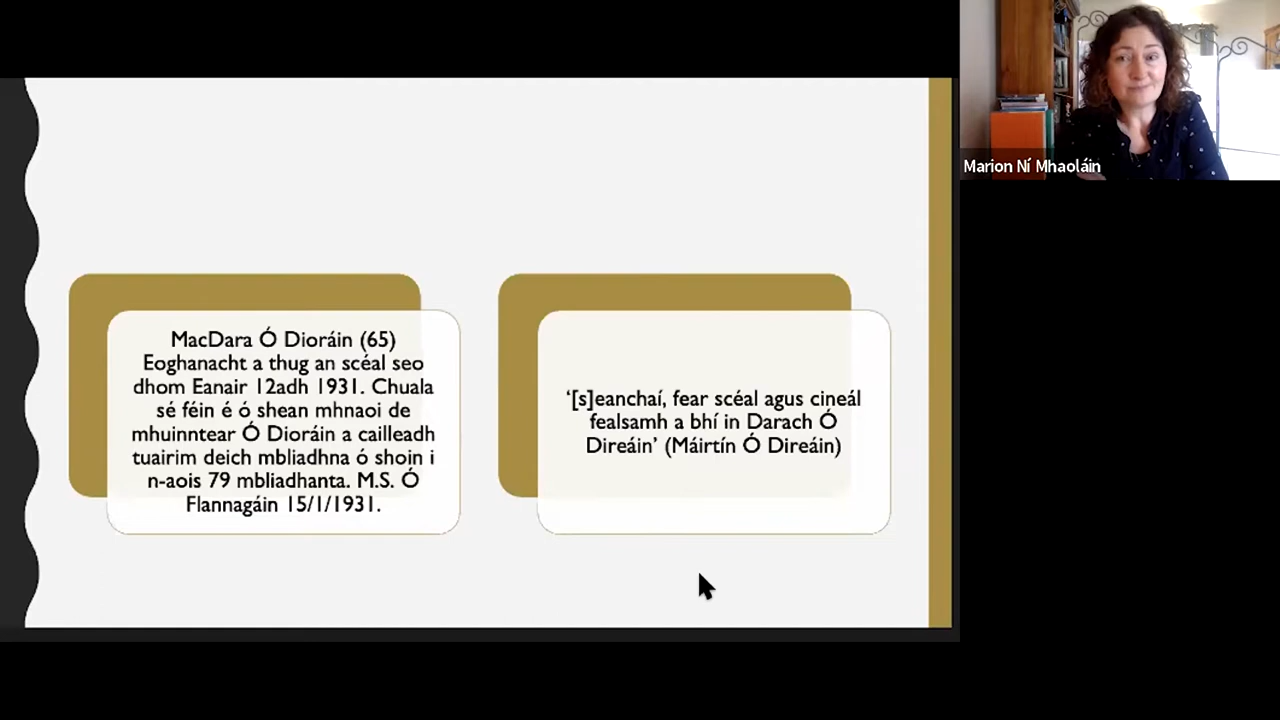 MacDara Ó Dioráin (65)
Eoghanacht a thug an scéal seo
dhom Eanair 12adh 1931. Chuala
sé féin é ó shean mhnaoi de
mhuinntear Ó Dioráin a cailleadh
tuairim deich mbliadhna ó shoin i
n-aois 79 mbliadhanta. M.S. Ó
Flannagáin 15/1/1931.
‘[s]eanchaí, fear scéal agus cineál
fealsamh a bhí in Darach Ó
Direáin’ (Máirtín Ó Direáin)
Marion Ní Mhaoláin